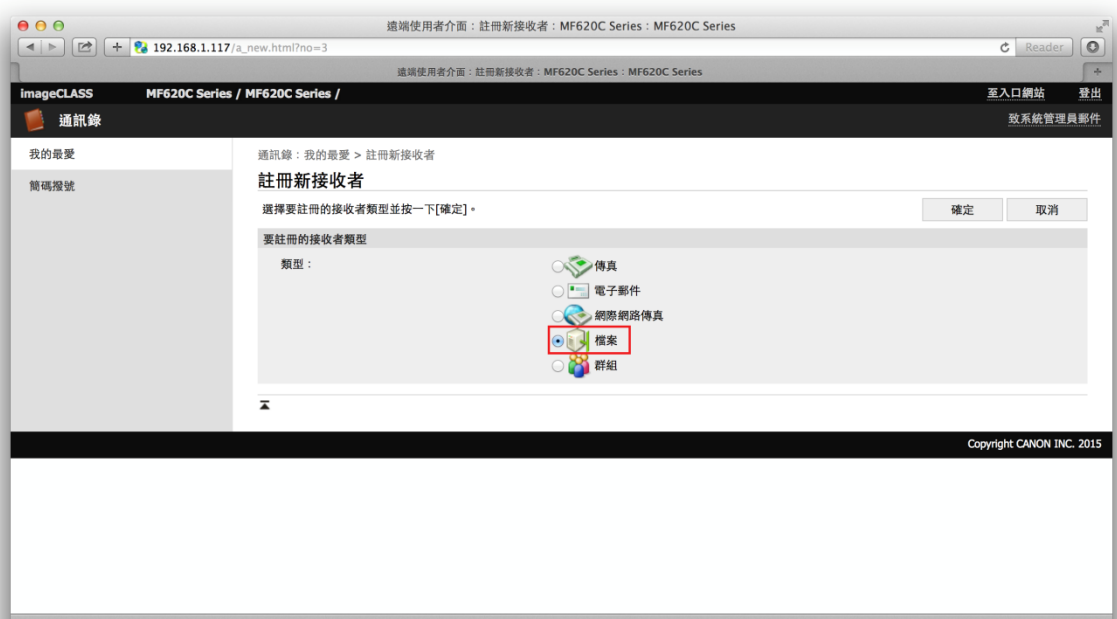 遠端使用者介面：註冊新接收者：MF620C Series：MF620C Series
192.168.1.117/a_new.html?no=3
Reader
遠端使用者介面：註冊新接收者：MF620C Series：MF620C Series
imageCLASS MF620C Series / MF620C Series / 至入口網站 登出
通訊錄 致系統管理員郵件
我的最愛
簡碼撥號
通訊錄：我的最愛 > 註冊新接收者
註冊新接收者
選擇要註冊的接收者類型並按一下[確定]。 確定 取消
要註冊的接收者類型
類型： 傳真
電子郵件
網際網路傳真
檔案
群組
Copyright CANON INC. 2015